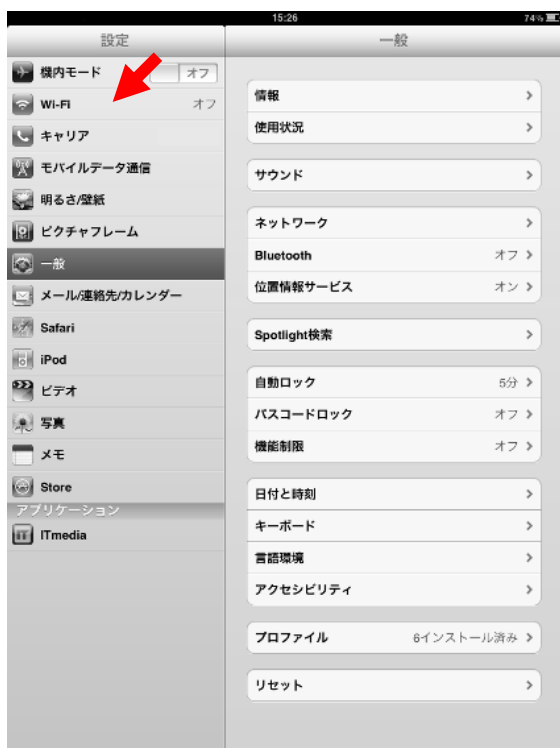 15:26
74%
設定
一般
機内モード オフ
Wi-Fi オフ
キャリア
モバイルデータ通信
明るさ/壁紙
ピクチャフレーム
一般
メール/連絡先/カレンダー
Safari
iPod
ビデオ
写真
メモ
Store
アプリケーション
ITmedia
情報
使用状況
サウンド
ネットワーク
Bluetooth オフ
位置情報サービス オン
Spotlight検索
自動ロック 5分
パスコードロック オフ
機能制限 オフ
日付と時刻
キーボード
言語環境
アクセシビリティ
プロファイル 6インストール済み
リセット